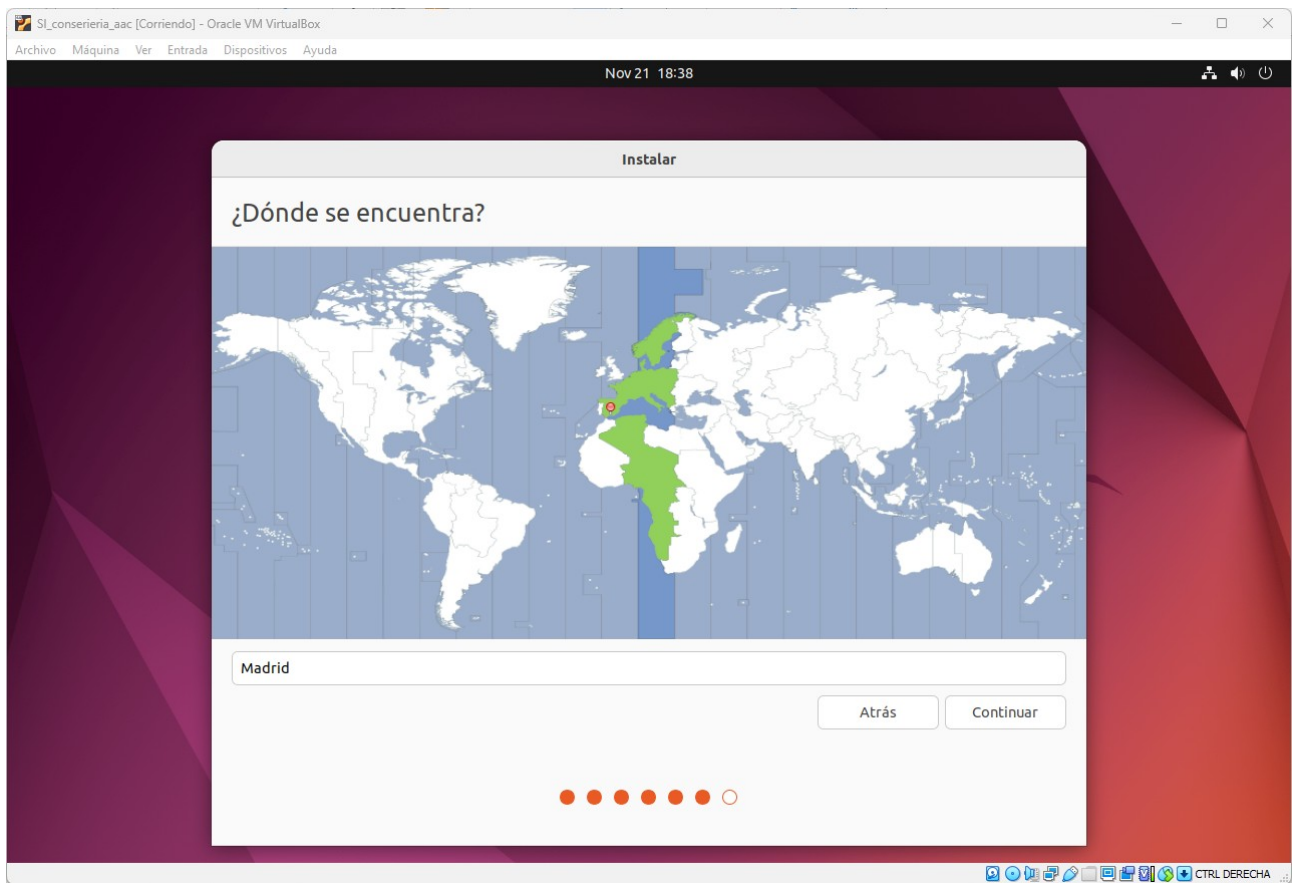 SI_conserieria_aac [Corriendo] - Oracle VM VirtualBox
Archivo Máquina Ver Entrada Dispositivos Ayuda
Nov 21 18:38
Instalar
¿Dónde se encuentra?
Madrid
Atrás Continuar
CTRL DERECHA